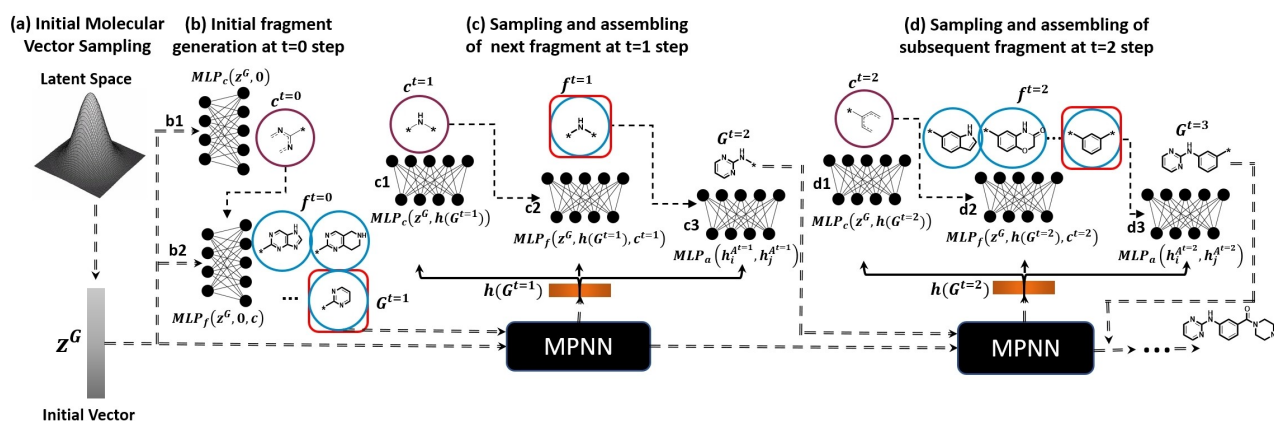 (a) Initial Molecular
Vector Sampling
Latent Space
z^G
Initial Vector
(b) Initial fragment
generation at t=0 step
MLP_c(z^G, 0)
c^{t=0}
N
*
N
b1
b2
f^{t=0}
MLP_f(z^G, 0, c)
...
G^{t=1}
(c) Sampling and assembling
of next fragment at t=1 step
c^{t=1}
c1
MLP_c(z^G, h(G^{t=1}))
f^{t=1}
c2
MLP_f(z^G, h(G^{t=1}), c^{t=1})
G^{t=2}
c3
MLP_a(h_i^{A^{t=1}}, h_j^{A^{t=1}})
h(G^{t=1})
MPNN
(d) Sampling and assembling of
subsequent fragment at t=2 step
c^{t=2}
d1
MLP_c(z^G, h(G^{t=2}))
f^{t=2}
...
d2
MLP_f(z^G, h(G^{t=2}), c^{t=2})
G^{t=3}
d3
MLP_a(h_i^{A^{t=2}}, h_j^{A^{t=2}})
h(G^{t=2})
MPNN
...